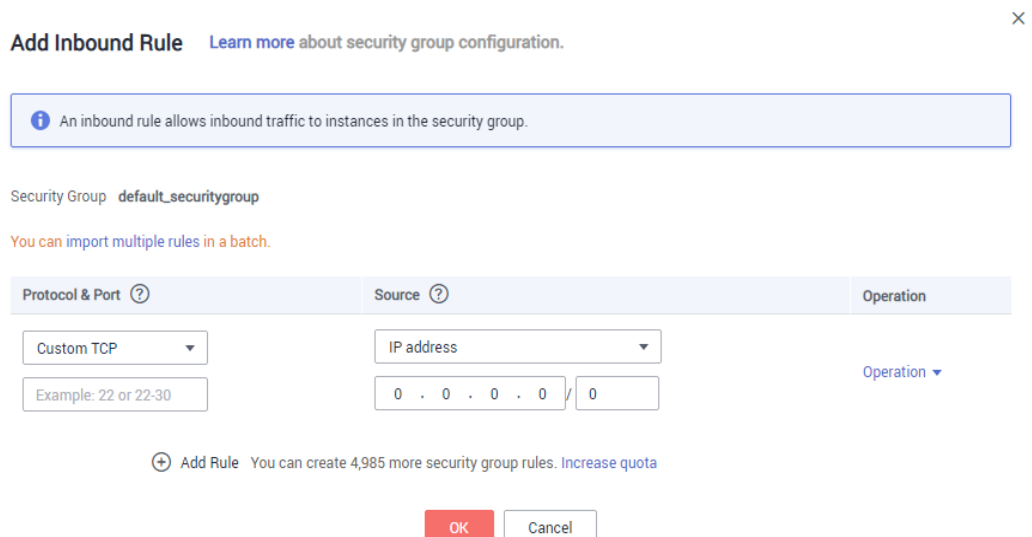 Add Inbound Rule Learn more about security group configuration.
An inbound rule allows inbound traffic to instances in the security group.
Security Group default_securitygroup
You can import multiple rules in a batch.
Protocol & Port ? Source ? Operation
Custom TCP IP address
Operation
Example: 22 or 22-30 0 . 0 . 0 . 0 / 0
Add Rule You can create 4,985 more security group rules. Increase quota
OK Cancel